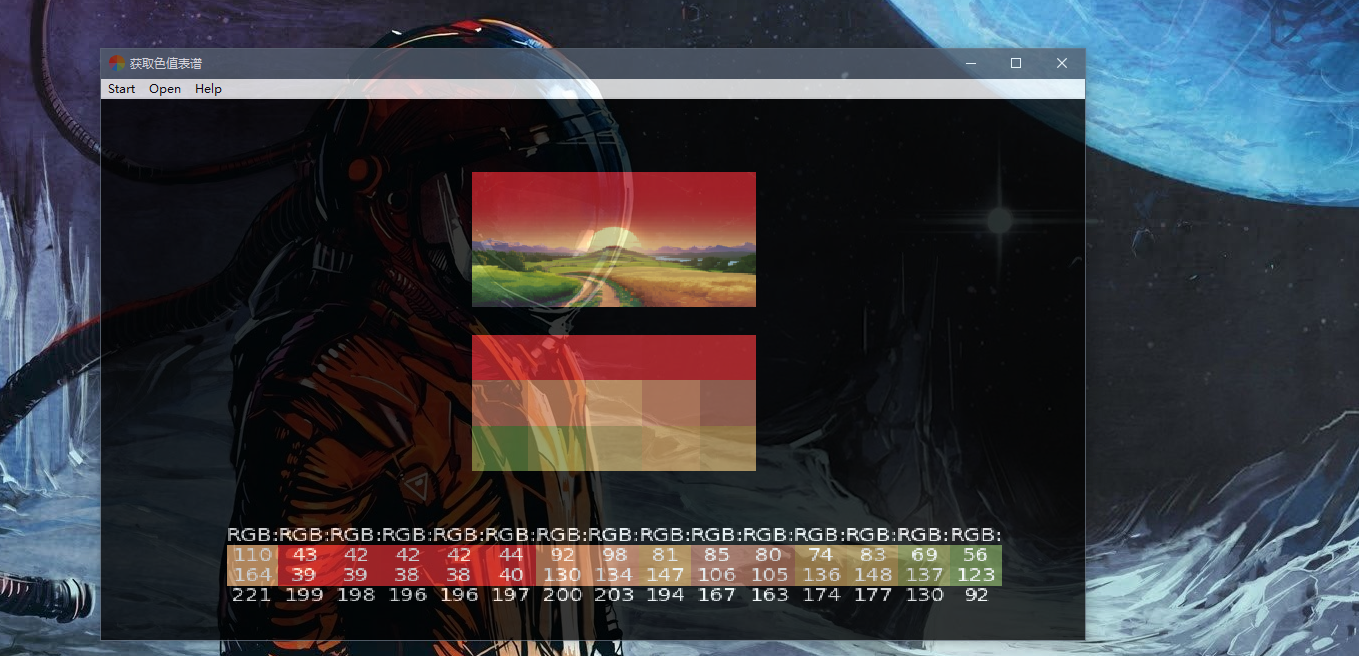 获取色值表谱
Start Open Help
RGB:RGB:RGB:RGB:RGB:RGB:RGB:RGB:RGB:RGB:RGB:RGB:RGB:RGB:RGB:
110 43 42 42 42 44 92 98 81 85 80 74 83 69 56
164 39 39 38 38 40 130 134 147 106 105 136 148 137 123
221 199 198 196 196 197 200 203 194 167 163 174 177 130 92